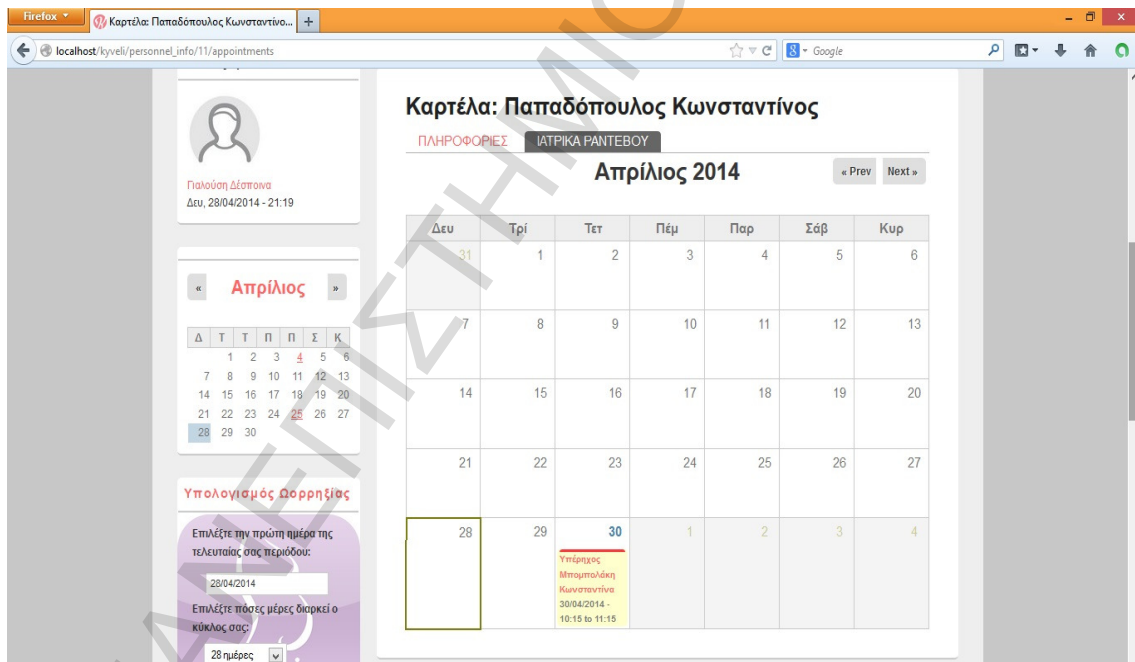 Firefox
Καρτέλα: Παπαδόπουλος Κωνσταντίνο...
localhost/kyveli/personnel_info/11/appointments
Google
Γιαλούση Δέσποινα
Δευ, 28/04/2014 - 21:19
« Απρίλιος »
Δ Τ Τ Π Π Σ Κ
1 2 3 4 5 6
7 8 9 10 11 12 13
14 15 16 17 18 19 20
21 22 23 24 25 26 27
28 29 30
Υπολογισμός Ωορρηξίας
Επιλέξτε την πρώτη ημέρα της
τελευταίας σας περιόδου:
28/04/2014
Επιλέξτε πόσες μέρες διαρκεί ο
κύκλος σας:
28 ημέρες
Καρτέλα: Παπαδόπουλος Κωνσταντίνος
ΠΛΗΡΟΦΟΡΙΕΣ ΙΑΤΡΙΚΑ ΡΑΝΤΕΒΟΥ
Απρίλιος 2014
« Prev Next »
Δευ Τρί Τετ Πέμ Παρ Σάβ Κυρ
31 1 2 3 4 5 6
7 8 9 10 11 12 13
14 15 16 17 18 19 20
21 22 23 24 25 26 27
28 29 30 1 2 3 4
Υπέρηχος
Μπομπολάκη
Κωνσταντίνα
30/04/2014 -
10:15 to 11:15
ΠΑΝΕΠΙΣΤΗΜΙΟ